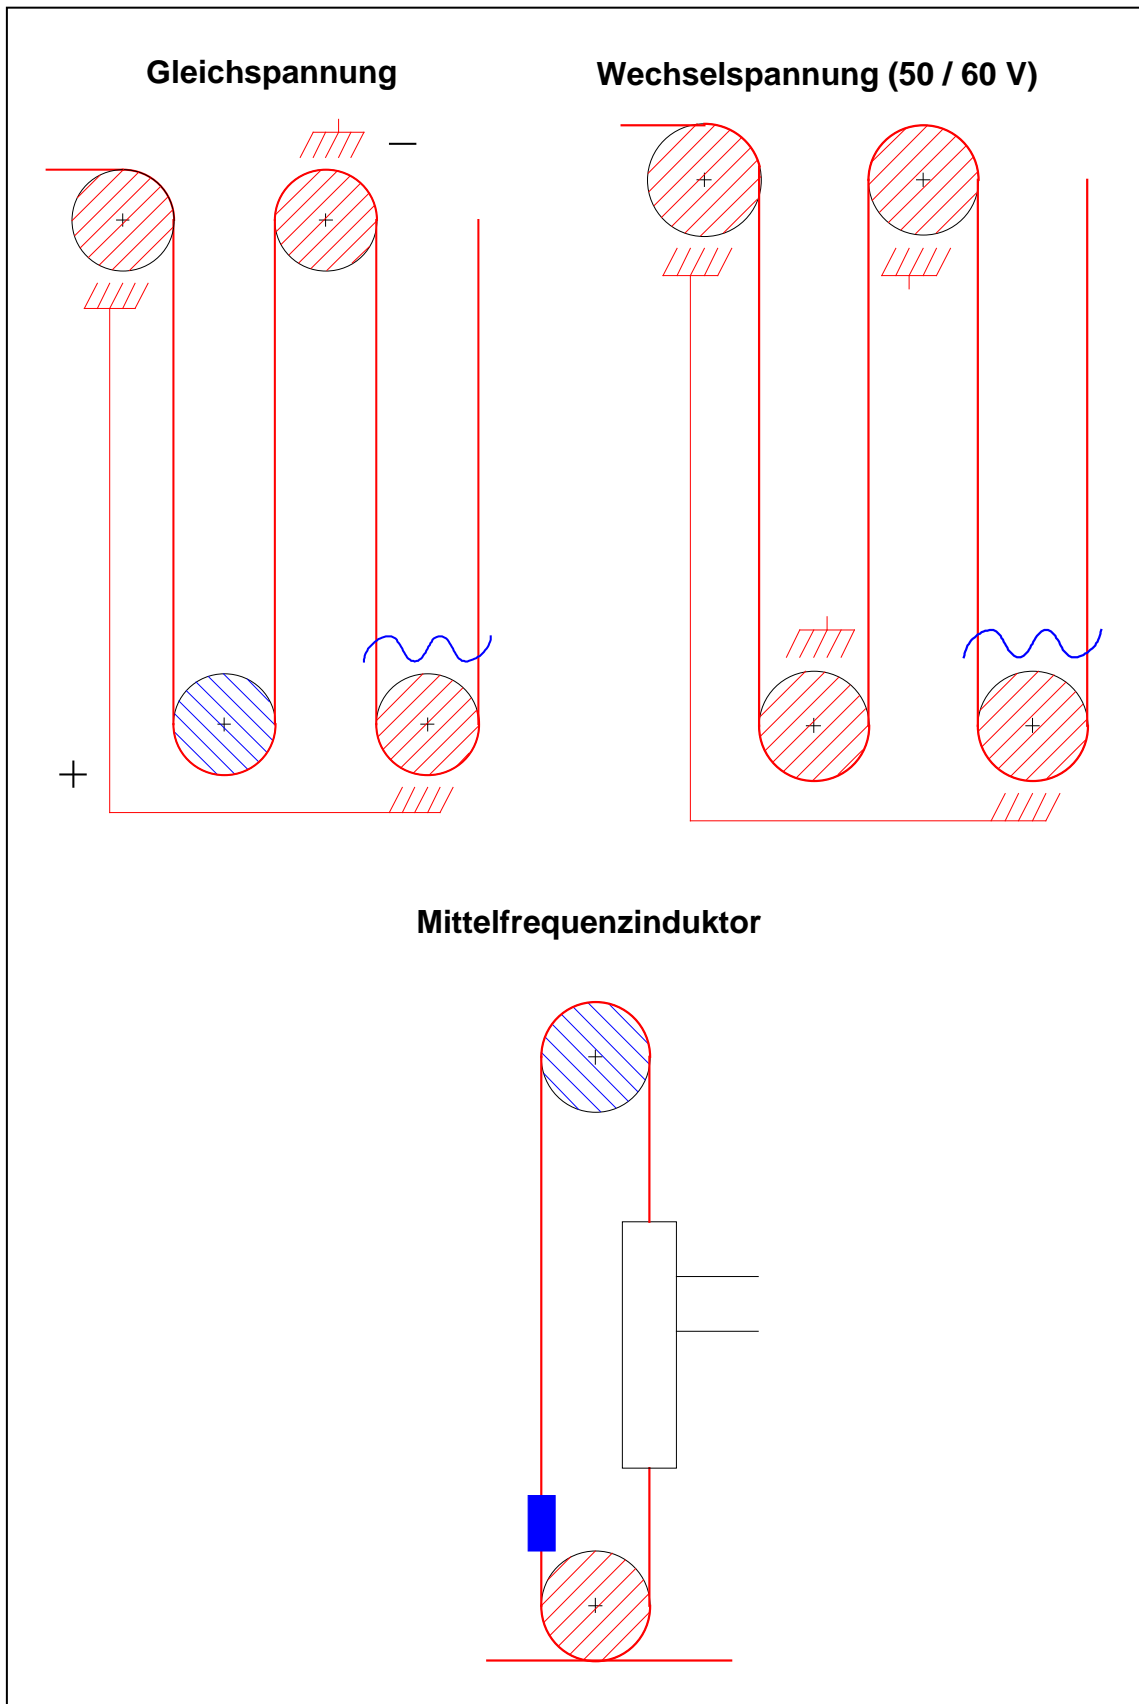 Gleichspannung
Wechselspannung (50 / 60 V)
−
+
Mittelfrequenzinduktor